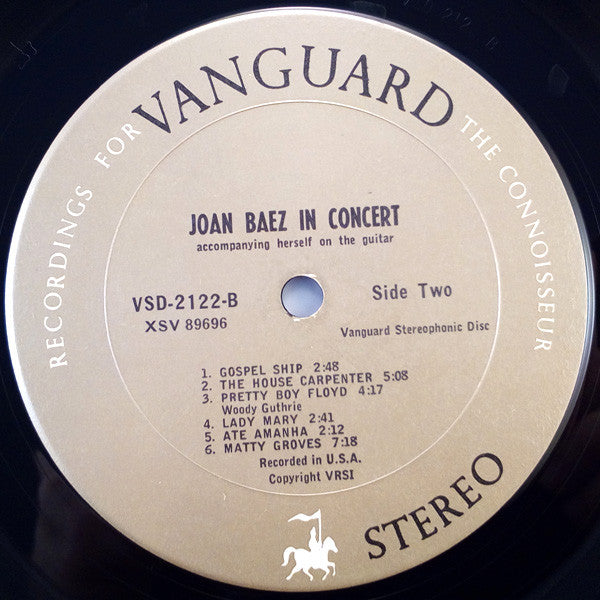 RECORDINGS FOR
VANGUARD
THE CONNOISSEUR
JOAN BAEZ IN CONCERT
accompanying herself on the guitar
VSD-2122-B
XSV 89696
Side Two
Vanguard Stereophonic Disc
1. GOSPEL SHIP 2:48
2. THE HOUSE CARPENTER 5:08
3. PRETTY BOY FLOYD 4:17
Woody Guthrie
4. LADY MARY 2:41
5. ATE AMANHA 2:12
6. MATTY GROVES 7:18
Recorded in U.S.A.
Copyright VRSI
STEREO